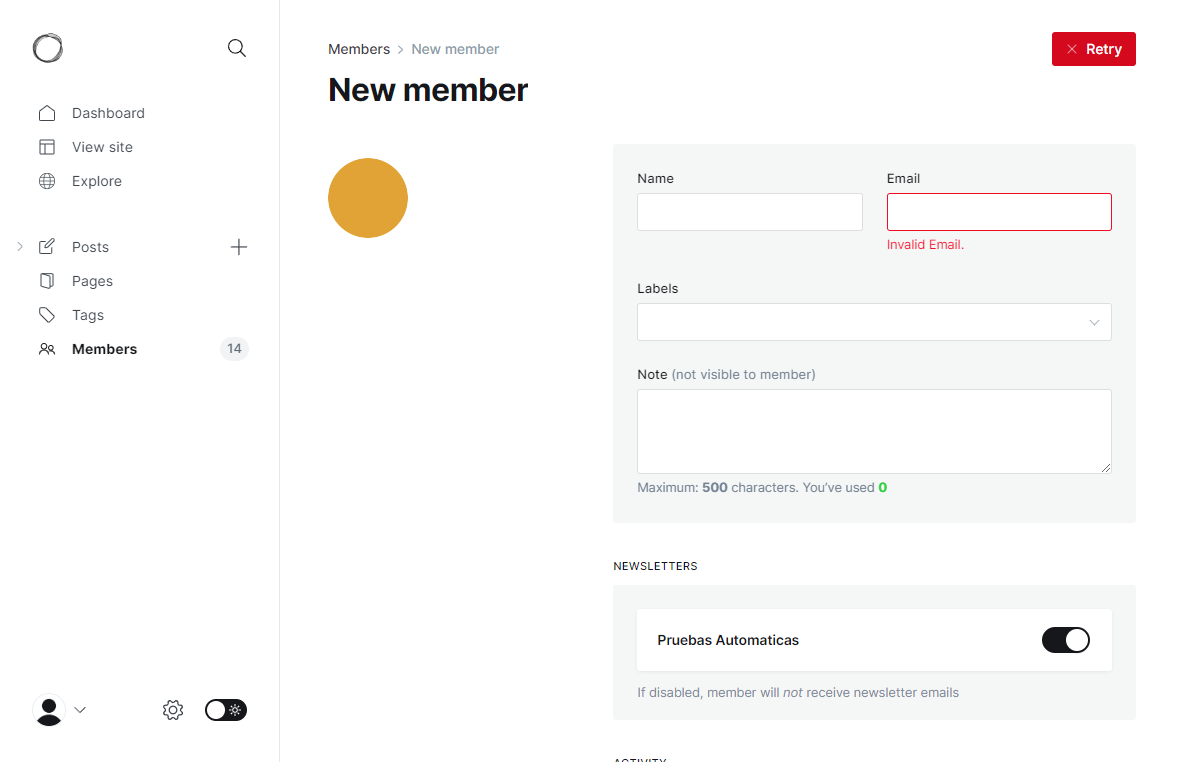 Dashboard
View site
Explore
Posts
Pages
Tags
Members 14
Members > New member
Retry
New member
Name
Email
Invalid Email.
Labels
Note (not visible to member)
Maximum: 500 characters. You've used 0
NEWSLETTERS
Pruebas Automaticas
If disabled, member will not receive newsletter emails
ACTIVITY